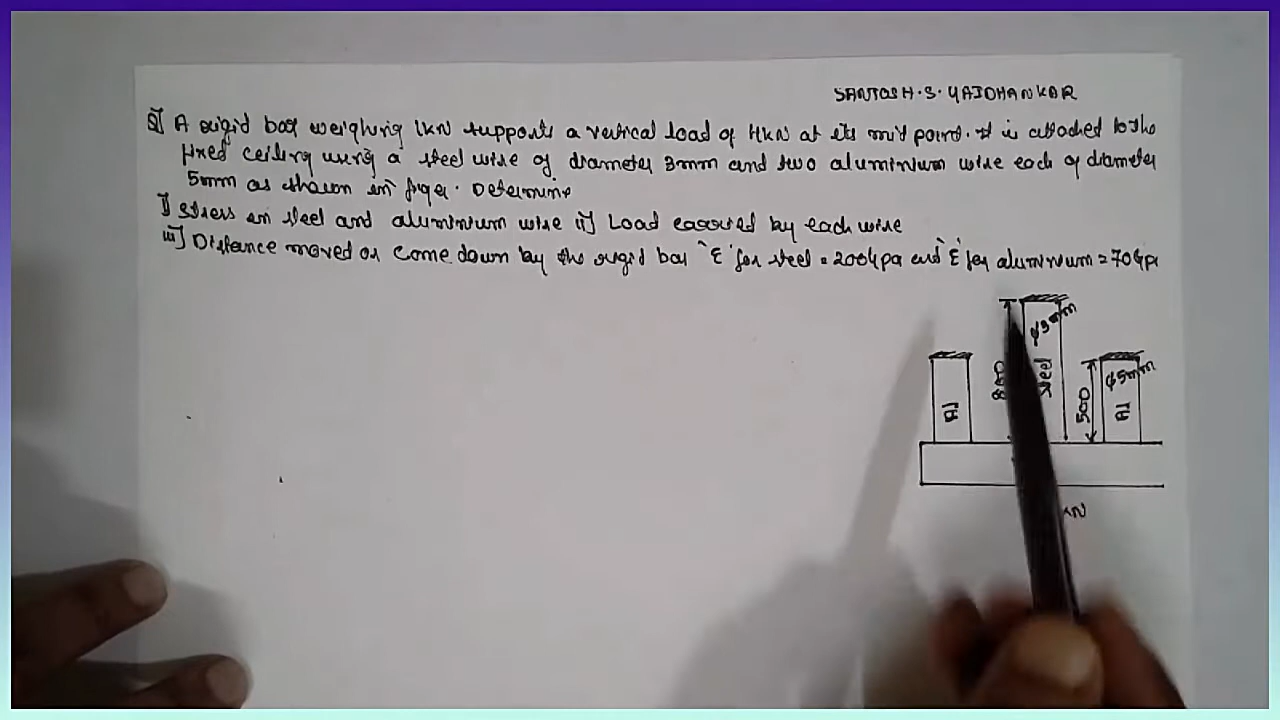 SANTOSH.S.YAJDHANKAR
Q] A rigid bar weighing 1KN supports a vertical load of 4KN at its mid point. It is attached to the
fixed ceiling using a steel wire of diameter 3mm and two aluminium wire each of diameter
5mm as shown in figer. Determine
I] Stress in steel and aluminium wire ii] Load carried by each wire
iii] Distance moved or come down by the rigid bar `E' for steel = 200Gpa and `E' for aluminum = 70Gpa
φ3mm
steel
φ5mm
500
Al
Al
KN